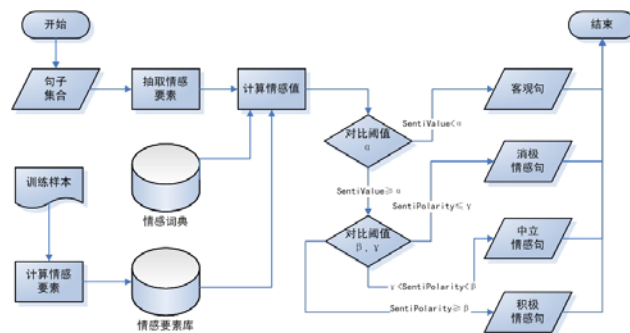 开始
结束
句子
集合
抽取情感
要素
计算情感值
客观句
对比阈值
α
SentiValue<α
消极
情感句
训练样本
情感词典
SentiValue≥α
SentiPolarity≤γ
对比阈值
β, γ
中立
情感句
计算情感
要素
γ<SentiPolarity<β
SentiPolarity≥β
积极
情感句
情感要素库